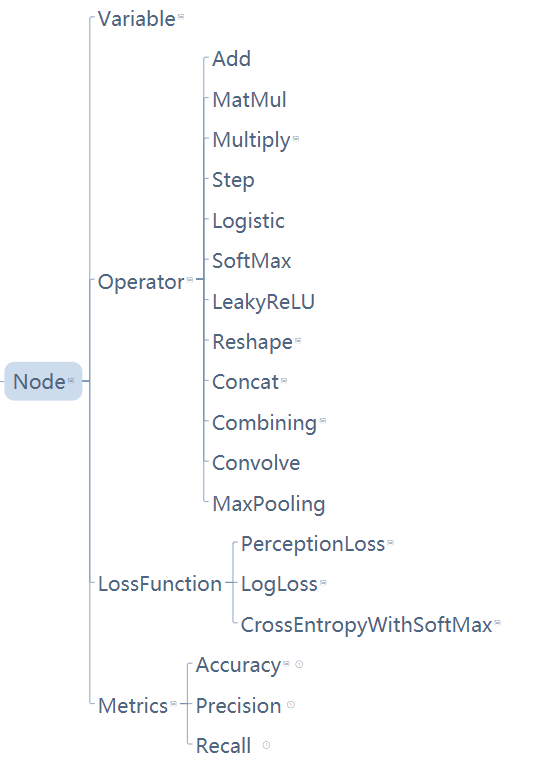 Variable
Add
MatMul
Multiply
Step
Logistic
SoftMax
Operator
LeakyReLU
Reshape
Node
Concat
Combining
Convolve
MaxPooling
PerceptionLoss
LossFunction
LogLoss
CrossEntropyWithSoftMax
Accuracy
Metrics
Precision
Recall